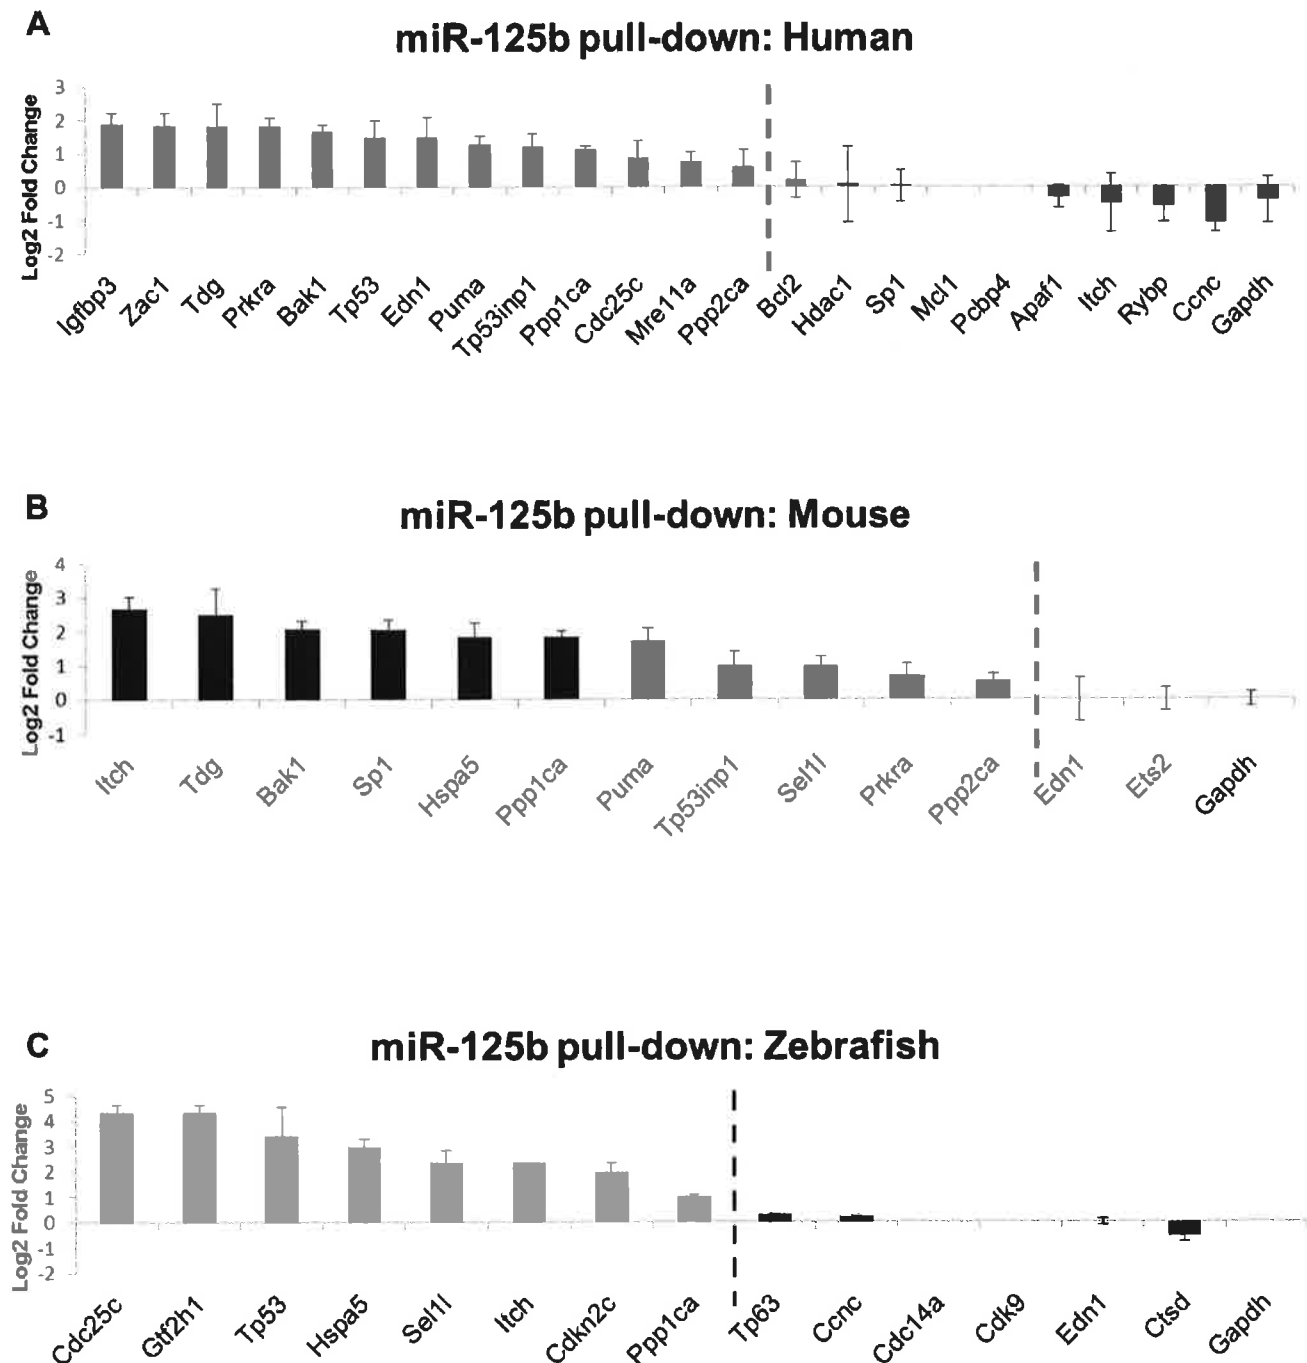 A
miR-125b pull-down: Human
Log2 Fold Change
3
2
1
0
-1
-2
Igfbp3 Zac1 Tdg Prkra Bak1 Tp53 Edn1 Puma Tp53inp1 Ppp1ca Cdc25c Mre11a Ppp2ca Bcl2 Hdac1 Sp1 Mcl1 Pcbp4 Apaf1 Itch Rybp Ccnc Gapdh
B
miR-125b pull-down: Mouse
Log2 Fold Change
4
3
2
1
0
-1
Itch Tdg Bak1 Sp1 Hspa5 Ppp1ca Puma Tp53inp1 Sel1l Prkra Ppp2ca Edn1 Ets2 Gapdh
C
miR-125b pull-down: Zebrafish
Log2 Fold Change
5
4
3
2
1
0
-1
-2
Cdc25c Gtf2h1 Tp53 Hspa5 Sel1l Itch Cdkn2c Ppp1ca Tp63 Ccnc Cdc14a Cdk9 Edn1 Ctsd Gapdh